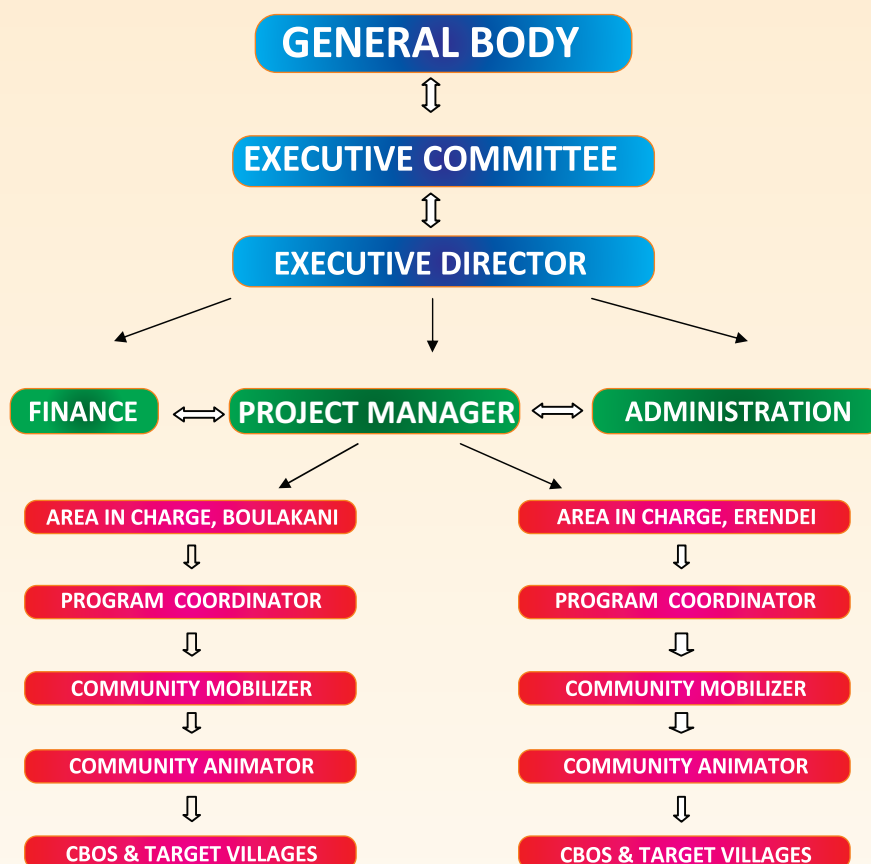 GENERAL BODY
EXECUTIVE COMMITTEE
EXECUTIVE DIRECTOR
FINANCE
PROJECT MANAGER
ADMINISTRATION
AREA IN CHARGE, BOULAKANI
AREA IN CHARGE, ERENDEI
PROGRAM COORDINATOR
PROGRAM COORDINATOR
COMMUNITY MOBILIZER
COMMUNITY MOBILIZER
COMMUNITY ANIMATOR
COMMUNITY ANIMATOR
CBOS & TARGET VILLAGES
CBOS & TARGET VILLAGES